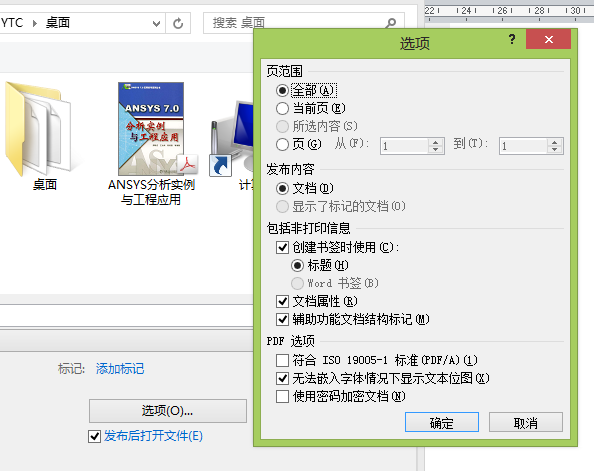 YTC ▸ 桌面
搜索 桌面
22 24 26 28 30
桌面
ANSYS 7.0
分析实例
与工程应用
ANSYS分析实例
与工程应用
计
标记: 添加标记
选项(O)...
发布后打开文件(E)
选项
?
页范围
全部(A)
当前页(E)
所选内容(S)
页(G) 从(F): 1 到(T): 1
发布内容
文档(D)
显示了标记的文档(O)
包括非打印信息
创建书签时使用(C):
标题(H)
Word 书签(B)
文档属性(R)
辅助功能文档结构标记(M)
PDF 选项
符合 ISO 19005-1 标准(PDF/A)(1)
无法嵌入字体情况下显示文本位图(X)
使用密码加密文档(N)
确定 取消